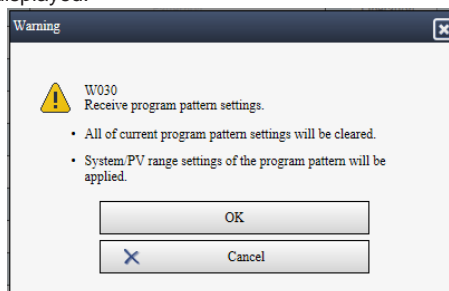 displayed.
Warning
W030
Receive program pattern settings.
• All of current program pattern settings will be cleared.
• System/PV range settings of the program pattern will be
applied.
OK
Cancel